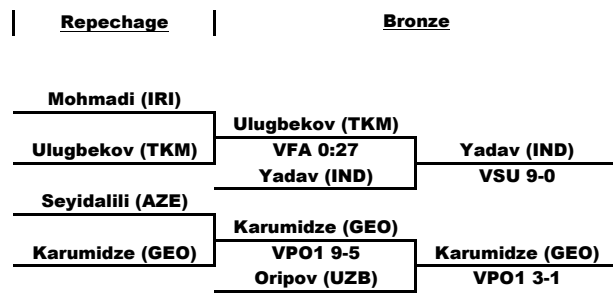 Repechage
Bronze
Mohmadi (IRI)
Ulugbekov (TKM)
Ulugbekov (TKM)
VFA 0:27
Yadav (IND)
Yadav (IND)
VSU 9-0
Seyidalili (AZE)
Karumidze (GEO)
Karumidze (GEO)
VPO1 9-5
Karumidze (GEO)
Oripov (UZB)
VPO1 3-1